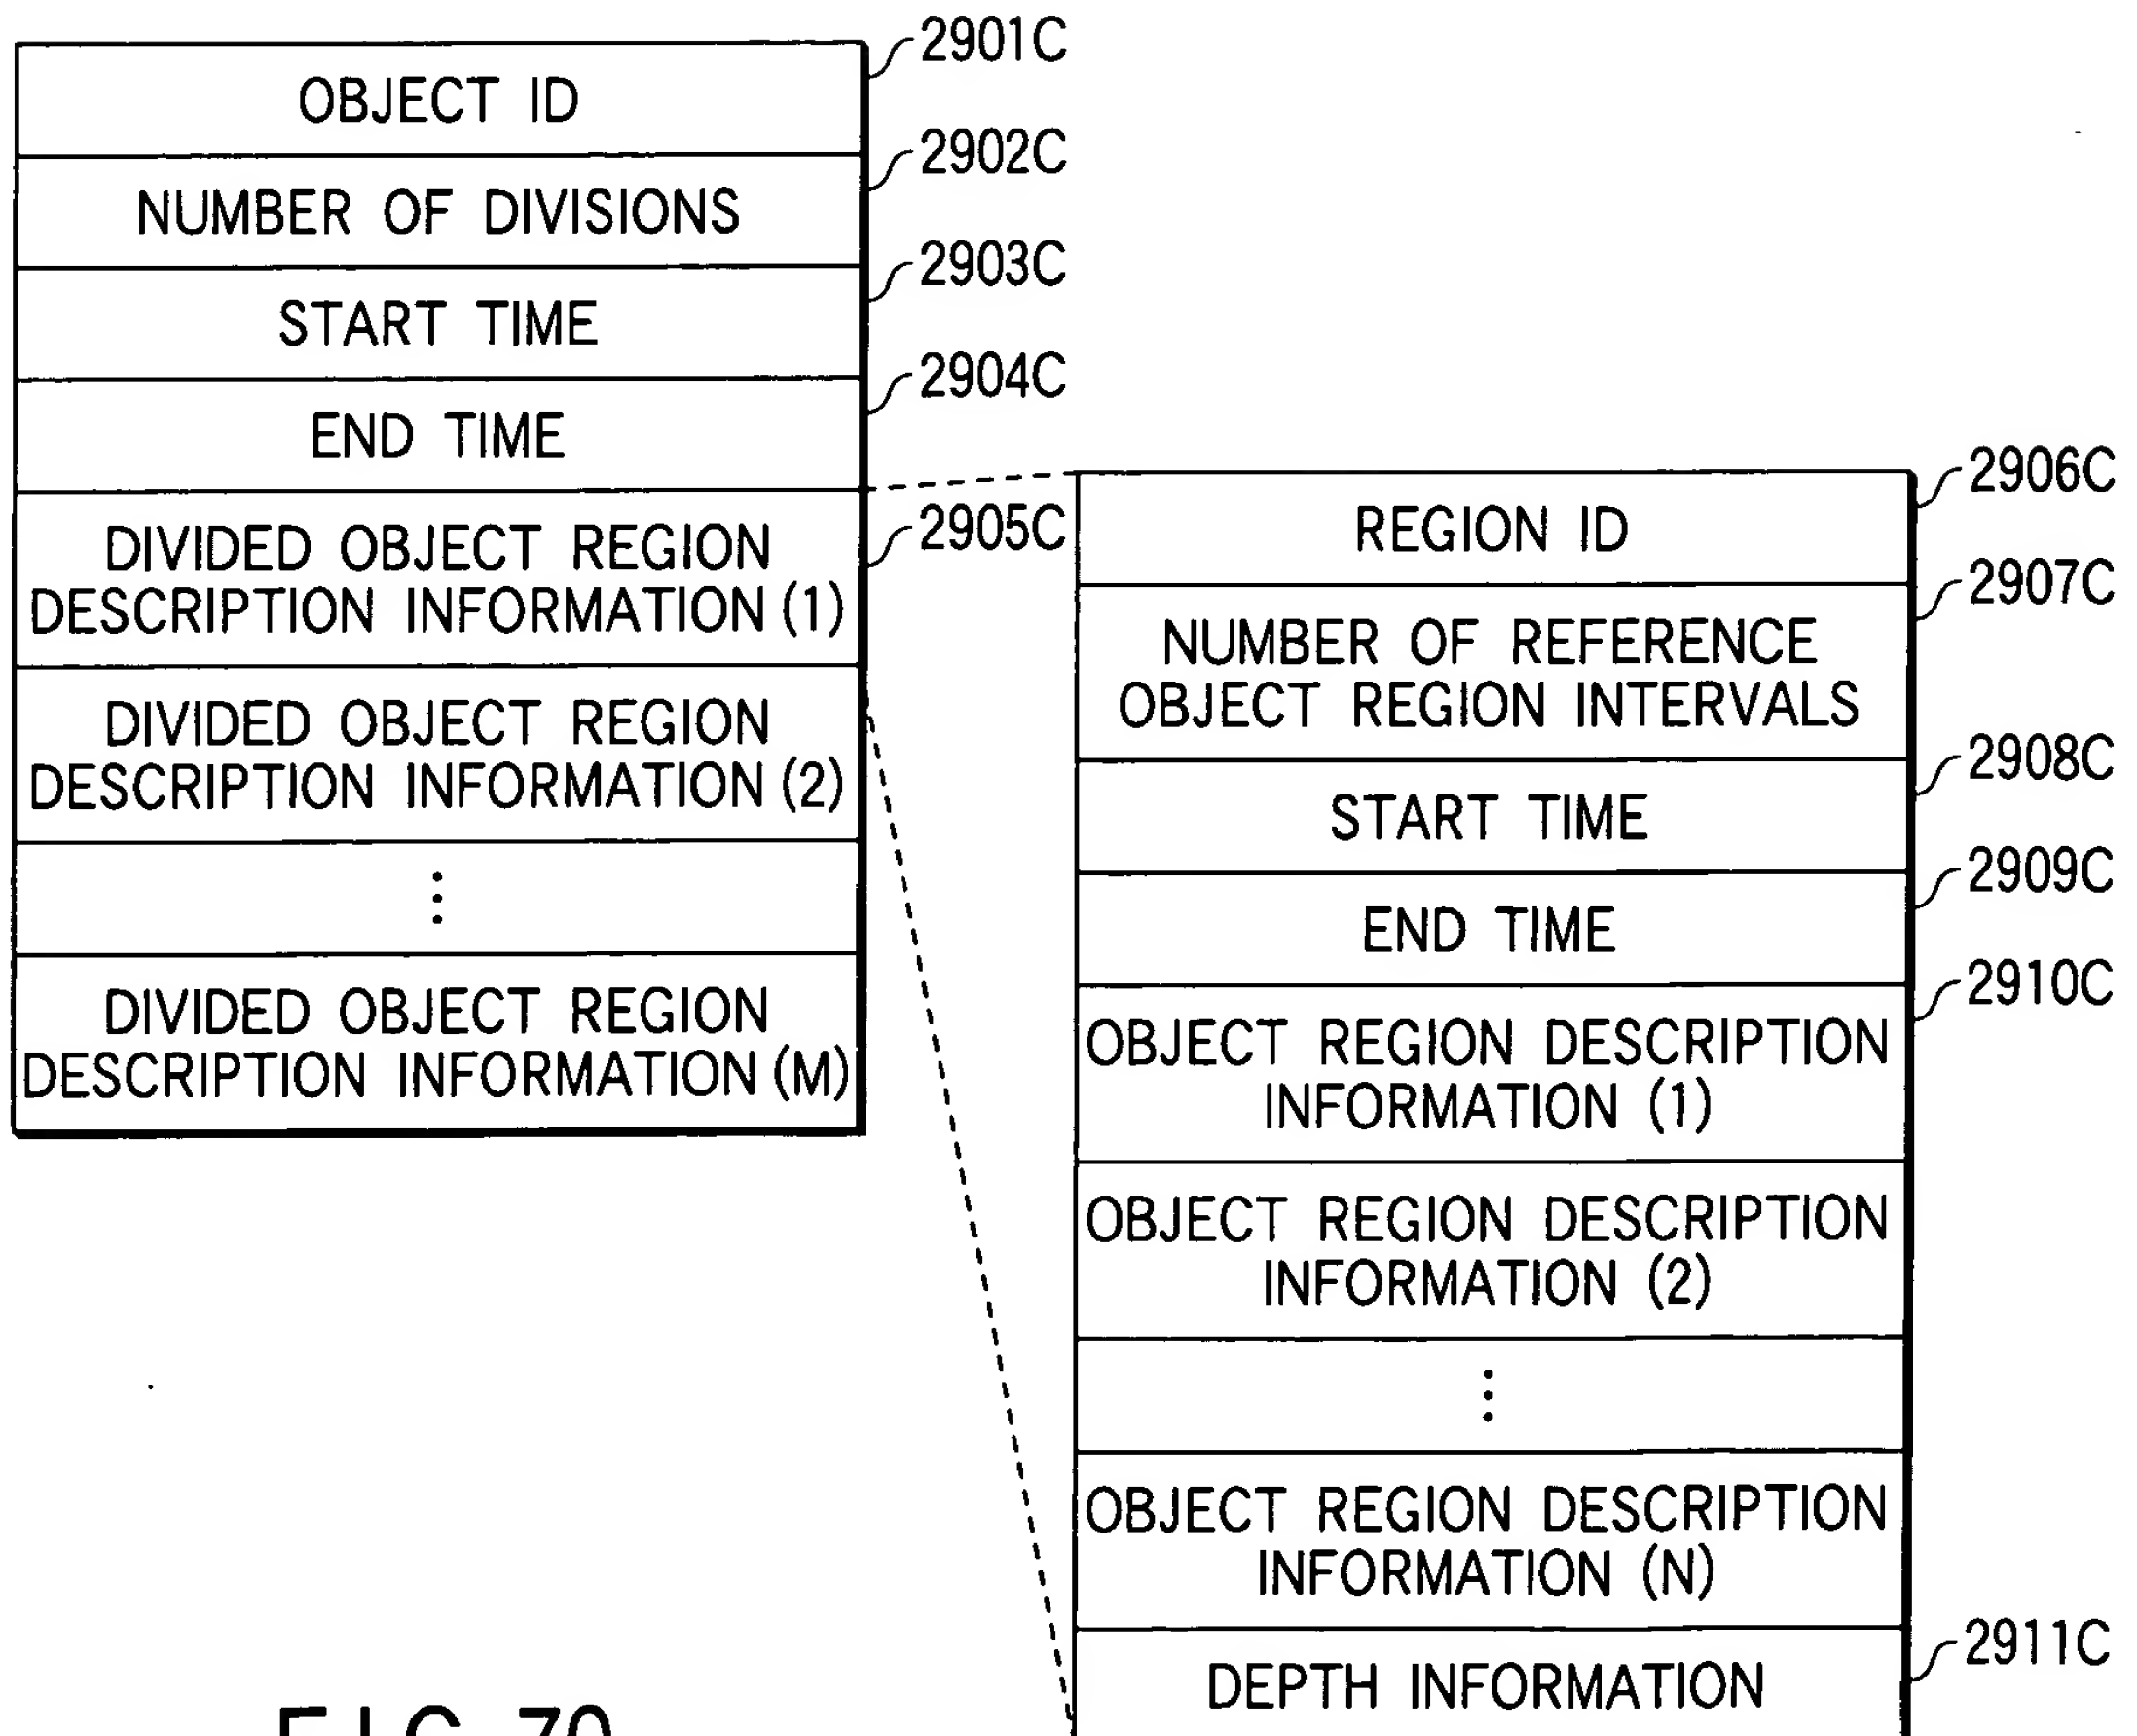 2901C
OBJECT ID
2902C
NUMBER OF DIVISIONS
2903C
START TIME
2904C
END TIME
2905C
DIVIDED OBJECT REGION
DESCRIPTION INFORMATION (1)
DIVIDED OBJECT REGION
DESCRIPTION INFORMATION (2)
⋮
DIVIDED OBJECT REGION
DESCRIPTION INFORMATION (M)
2906C
REGION ID
2907C
NUMBER OF REFERENCE
OBJECT REGION INTERVALS
2908C
START TIME
2909C
END TIME
2910C
OBJECT REGION DESCRIPTION
INFORMATION (1)
OBJECT REGION DESCRIPTION
INFORMATION (2)
⋮
OBJECT REGION DESCRIPTION
INFORMATION (N)
2911C
DEPTH INFORMATION
FIG. 70